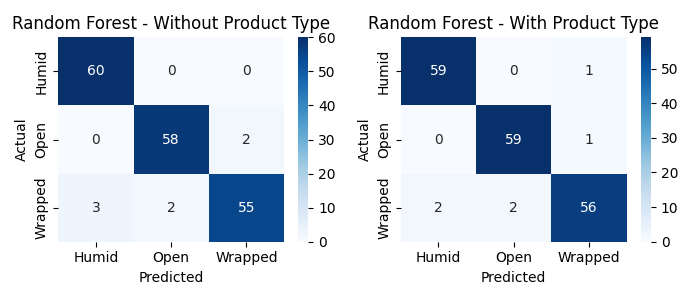 Random Forest - Without Product Type
Humid
Open
Wrapped
Actual
60 0 0
0 58 2
3 2 55
Humid Open Wrapped
Predicted
60
50
40
30
20
10
0
Random Forest - With Product Type
Humid
Open
Wrapped
Actual
59 0 1
0 59 1
2 2 56
Humid Open Wrapped
Predicted
50
40
30
20
10
0